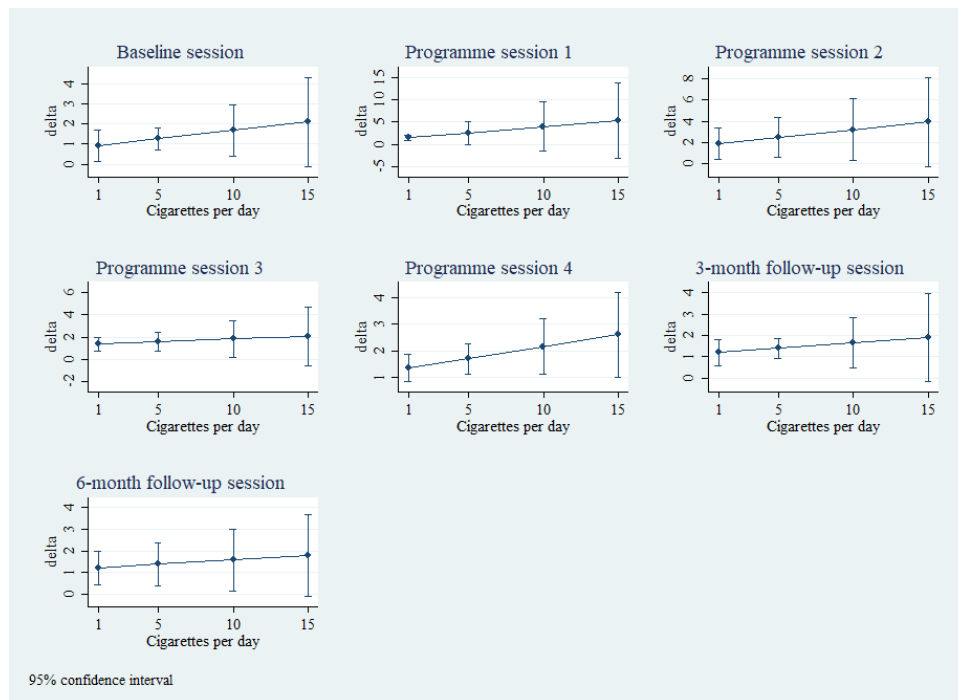 Baseline session
delta
0 1 2 3 4
1 5 10 15
Cigarettes per day
Programme session 1
delta
-5 0 5 10 15
1 5 10 15
Cigarettes per day
Programme session 2
delta
0 2 4 6 8
1 5 10 15
Cigarettes per day
Programme session 3
delta
-2 0 2 4 6
1 5 10 15
Cigarettes per day
Programme session 4
delta
1 2 3 4
1 5 10 15
Cigarettes per day
3-month follow-up session
delta
0 1 2 3 4
1 5 10 15
Cigarettes per day
6-month follow-up session
delta
0 1 2 3 4
1 5 10 15
Cigarettes per day
95% confidence interval